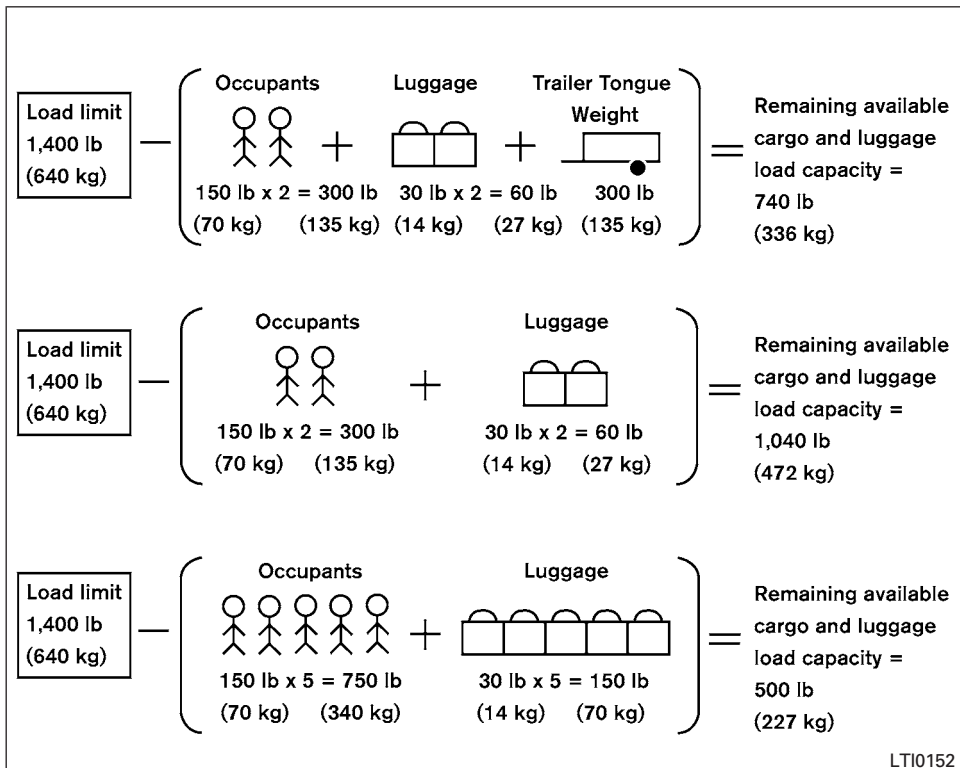 Occupants Luggage Trailer Tongue
Weight
Load limit
1,400 lb
(640 kg)
— + + =
150 lb x 2 = 300 lb 30 lb x 2 = 60 lb 300 lb
(70 kg) (135 kg) (14 kg) (27 kg) (135 kg)
Remaining available
cargo and luggage
load capacity =
740 lb
(336 kg)
Occupants Luggage
Load limit
1,400 lb
(640 kg)
— + =
150 lb x 2 = 300 lb 30 lb x 2 = 60 lb
(70 kg) (135 kg) (14 kg) (27 kg)
Remaining available
cargo and luggage
load capacity =
1,040 lb
(472 kg)
Occupants Luggage
Load limit
1,400 lb
(640 kg)
— + =
150 lb x 5 = 750 lb 30 lb x 5 = 150 lb
(70 kg) (340 kg) (14 kg) (70 kg)
Remaining available
cargo and luggage
load capacity =
500 lb
(227 kg)
LTI0152